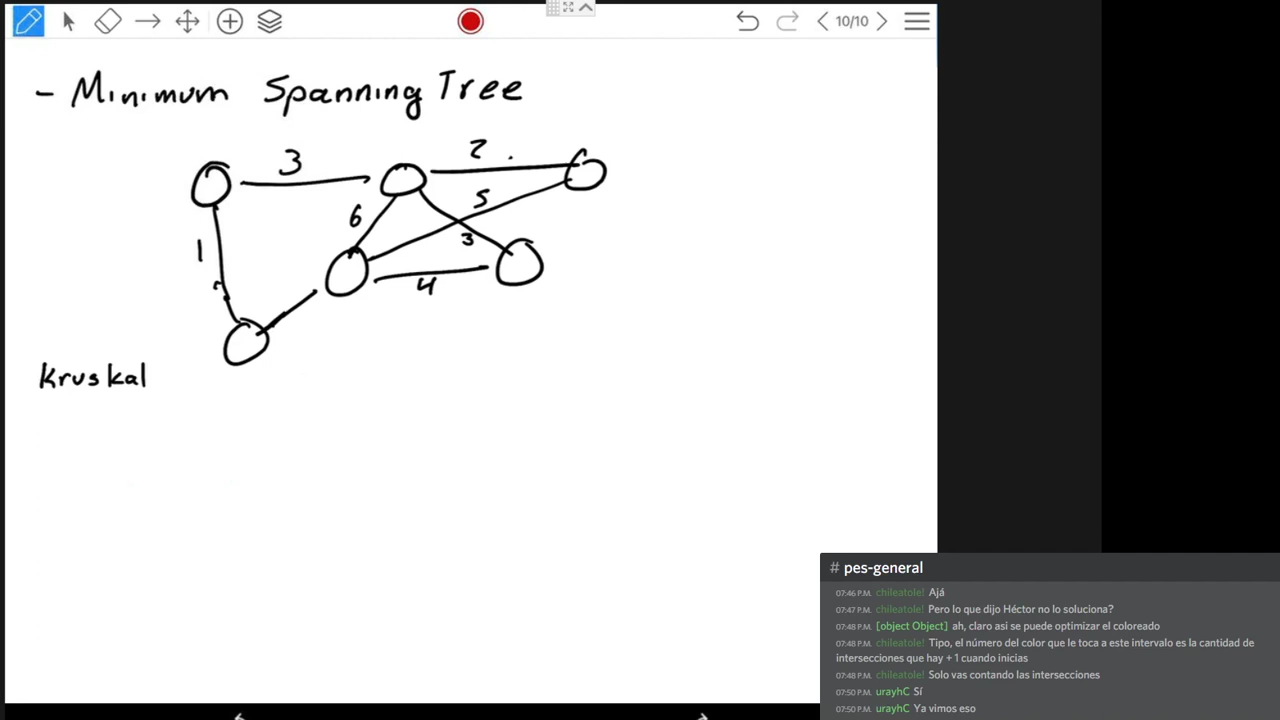 10/10
- Minimum Spanning Tree
3
2
6
5
1
3
4
Kruskal
# pes-general
07:46 P.M. chileatole! Ajá
07:47 P.M. chileatole! Pero lo que dijo Héctor no lo soluciona?
07:48 P.M. [object Object] ah, claro asi se puede optimizar el coloreado
07:48 P.M. chileatole! Tipo, el número del color que le toca a este intervalo es la cantidad de
intersecciones que hay + 1 cuando inicias
07:48 P.M. chileatole! Solo vas contando las intersecciones
07:50 P.M. urayhC Sí
07:50 P.M. urayhC Ya vimos eso